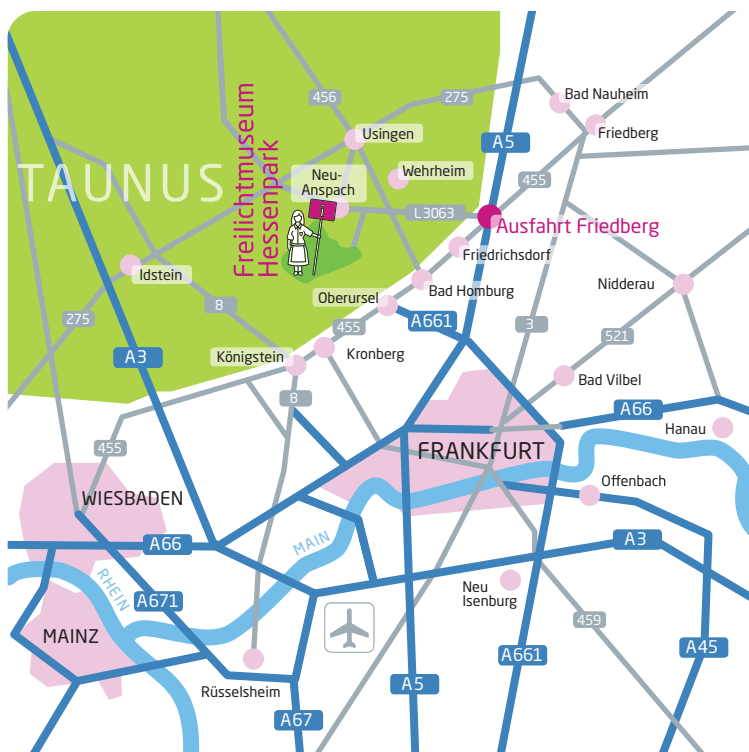 Bad Nauheim
456
275
Friedberg
Usingen
A5
Freilichtmuseum
Hessenpark
TAUNUS
Wehrheim
Neu-
Anspach
455
L3063
Ausfahrt Friedberg
Friedrichsdorf
Idstein
Bad Homburg
Nidderau
Oberursel
8
275
455
A661
3
521
A3
Königstein
Kronberg
Bad Vilbel
8
A66
Hanau
455
FRANKFURT
WIESBADEN
Offenbach
A66
MAIN
A3
RHEIN
A671
Neu
Isenburg
459
MAINZ
A661
A45
Rüsselsheim
A5
A67